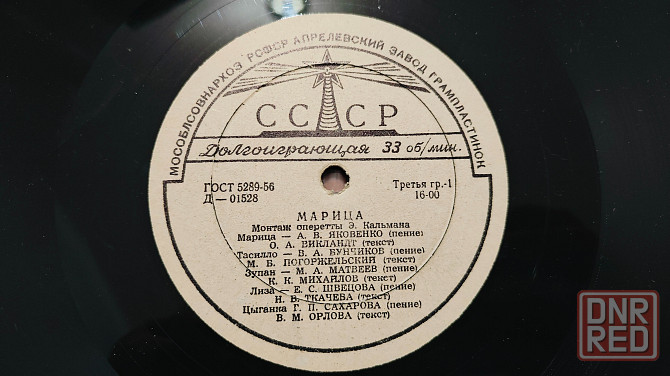 МОСОБЛСОВНАРХОЗ РСФСР АПРЕЛЕВСКИЙ ЗАВОД ГРАМПЛАСТИНОК
СССР
Долгоиграющая 33 об/мин.
ГОСТ 5289-56
Д — 01528
Третья гр.-1
16-00
МАРИЦА
Монтаж оперетты Э. Кальмана
Марица — А. В. ЯКОВЕНКО (пение)
О. А. ВИКЛАНДТ (текст)
Тасилло — В. А. БУНЧИКОВ (пение)
М. Б. ПОГОРЖЕЛЬСКИЙ (текст)
Зупан — М. А. МАТВЕЕВ (пение)
К. К. МИХАЙЛОВ (текст)
Лиза — Е. С. ШВЕЦОВА (пение)
Н. В. ТКАЧЕВА (текст)
Цыганка Г. П. САХАРОВА (пение)
В. М. ОРЛОВА (текст)
DNR
RED